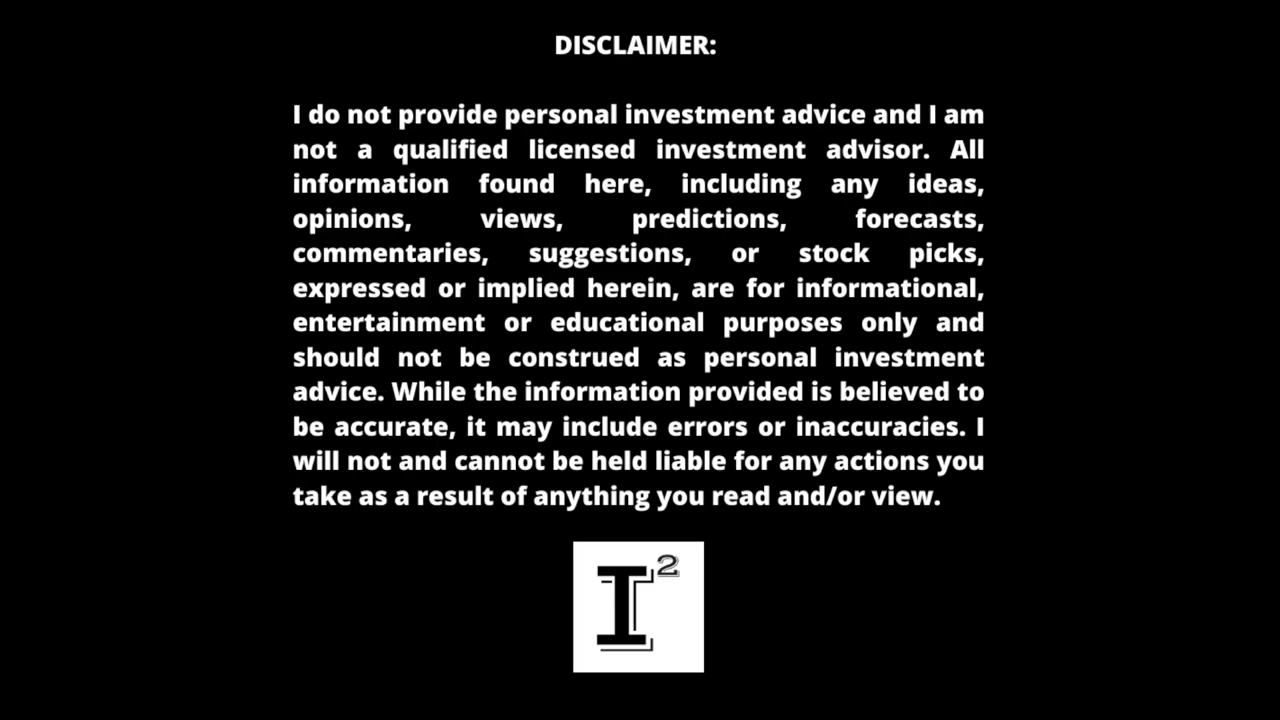 DISCLAIMER:
I do not provide personal investment advice and I am
not a qualified licensed investment advisor. All
information found here, including any ideas,
opinions, views, predictions, forecasts,
commentaries, suggestions, or stock picks,
expressed or implied herein, are for informational,
entertainment or educational purposes only and
should not be construed as personal investment
advice. While the information provided is believed to
be accurate, it may include errors or inaccuracies. I
will not and cannot be held liable for any actions you
take as a result of anything you read and/or view.
I²